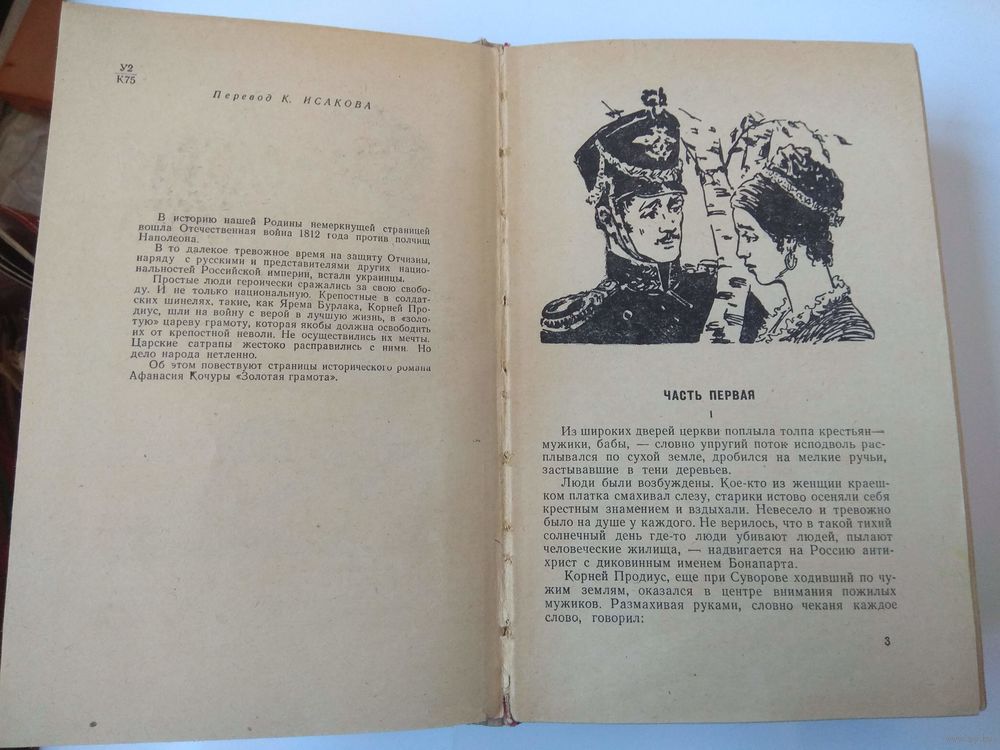 У2
К75
Перевод К. ИСАКОВА
В историю нашей Родины немеркнущей страницей
вошла Отечественная война 1812 года против полчищ
Наполеона.
В то далекое тревожное время на защиту Отчизны,
наряду с русскими и представителями других нацио-
нальностей Российской империи, встали украинцы.
Простые люди героически сражались за свою свобо-
ду. И не только национальную. Крепостные в солдат-
ских шинелях, такие, как Ярема Бурлака, Корней Про-
диус, шли на войну с верой в лучшую жизнь, в «золо-
тую» цареву грамоту, которая якобы должна освободить
их от крепостной неволи. Не осуществились их мечты.
Царские сатрапы жестоко расправились с ними. Но
дело народа нетленно.
Об этом повествуют страницы исторического романа
Афанасия Кочуры «Золотая грамота».
ЧАСТЬ ПЕРВАЯ
I
Из широких дверей церкви поплыла толпа крестьян—
мужики, бабы, — словно упругий поток исподволь рас-
плывался по сухой земле, дробился на мелкие ручьи,
застывавшие в тени деревьев.
Люди были возбуждены. Кое-кто из женщин краеш-
ком платка смахивал слезу, старики истово осеняли себя
крестным знамением и вздыхали. Невесело и тревожно
было на душе у каждого. Не верилось, что в такой тихий
солнечный день где-то люди убивают людей, пылают
человеческие жилища, — надвигается на Россию анти-
христ с диковинным именем Бонапарта.
Корней Продиус, еще при Суворове ходивший по чу-
жим землям, оказался в центре внимания пожилых
мужиков. Размахивая руками, словно чеканя каждое
слово, говорил:
3